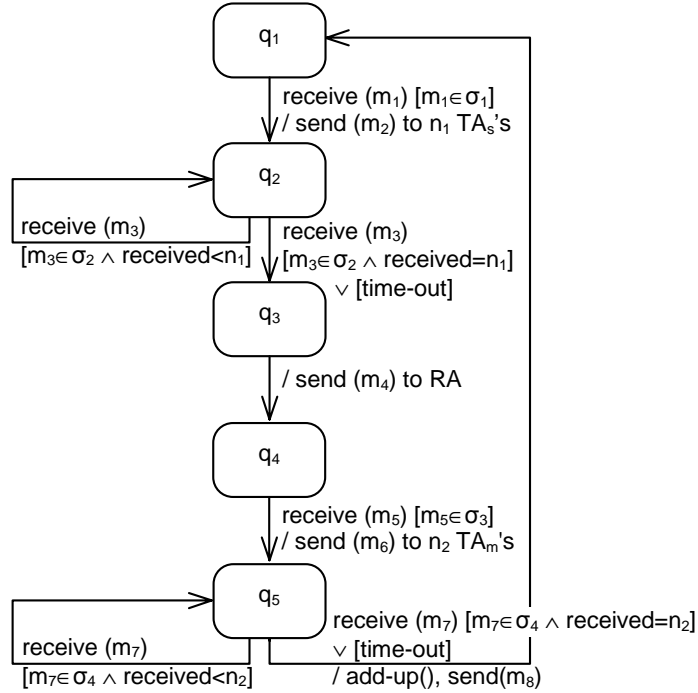 q₁
receive (m₁) [m₁∈σ₁]
/ send (m₂) to n₁ TAₛ's
q₂
receive (m₃)
[m₃∈σ₂ ∧ received<n₁]
receive (m₃)
[m₃∈σ₂ ∧ received=n₁]
∨ [time-out]
q₃
/ send (m₄) to RA
q₄
receive (m₅) [m₅∈σ₃]
/ send (m₆) to n₂ TAₘ's
q₅
receive (m₇)
[m₇∈σ₄ ∧ received<n₂]
receive (m₇) [m₇∈σ₄ ∧ received=n₂]
∨ [time-out]
/ add-up(), send(m₈)